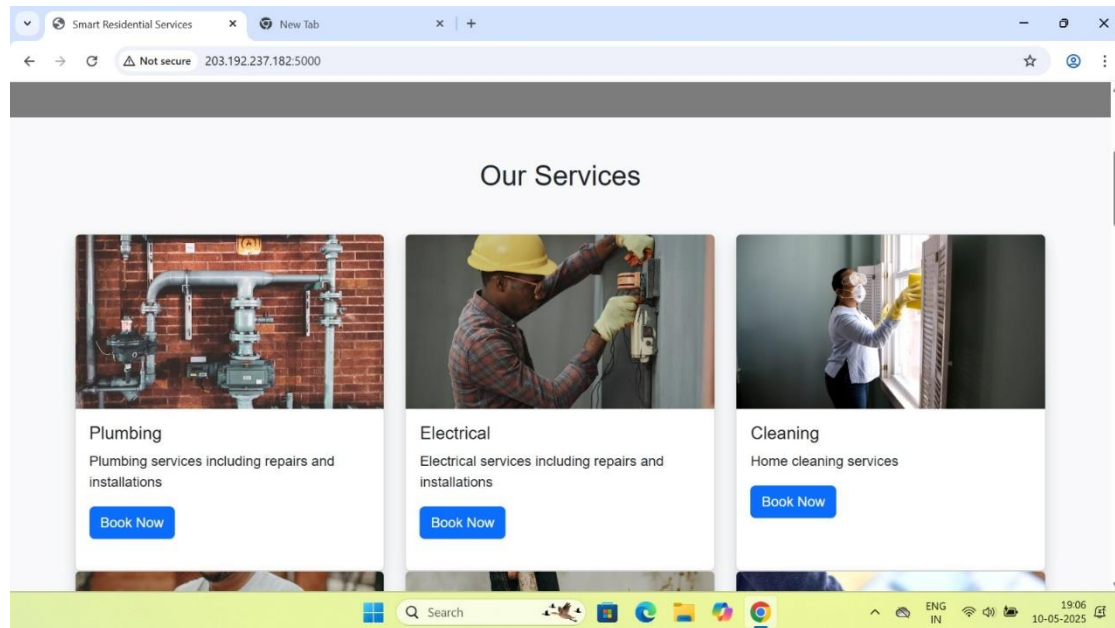 Smart Residential Services
New Tab
Not secure 203.192.237.182:5000
Our Services
Plumbing
Plumbing services including repairs and
installations
Book Now
Electrical
Electrical services including repairs and
installations
Book Now
Cleaning
Home cleaning services
Book Now
Search
ENG
IN
19:06
10-05-2025